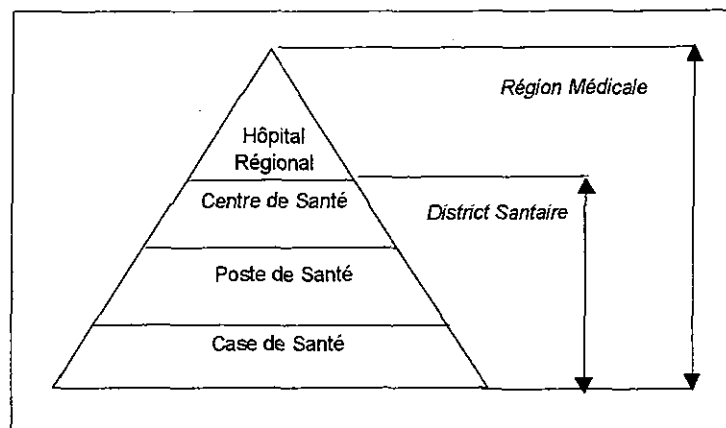 Région Médicale
Hôpital
Régional
Centre de Santé
District Santaire
Poste de Santé
Case de Santé